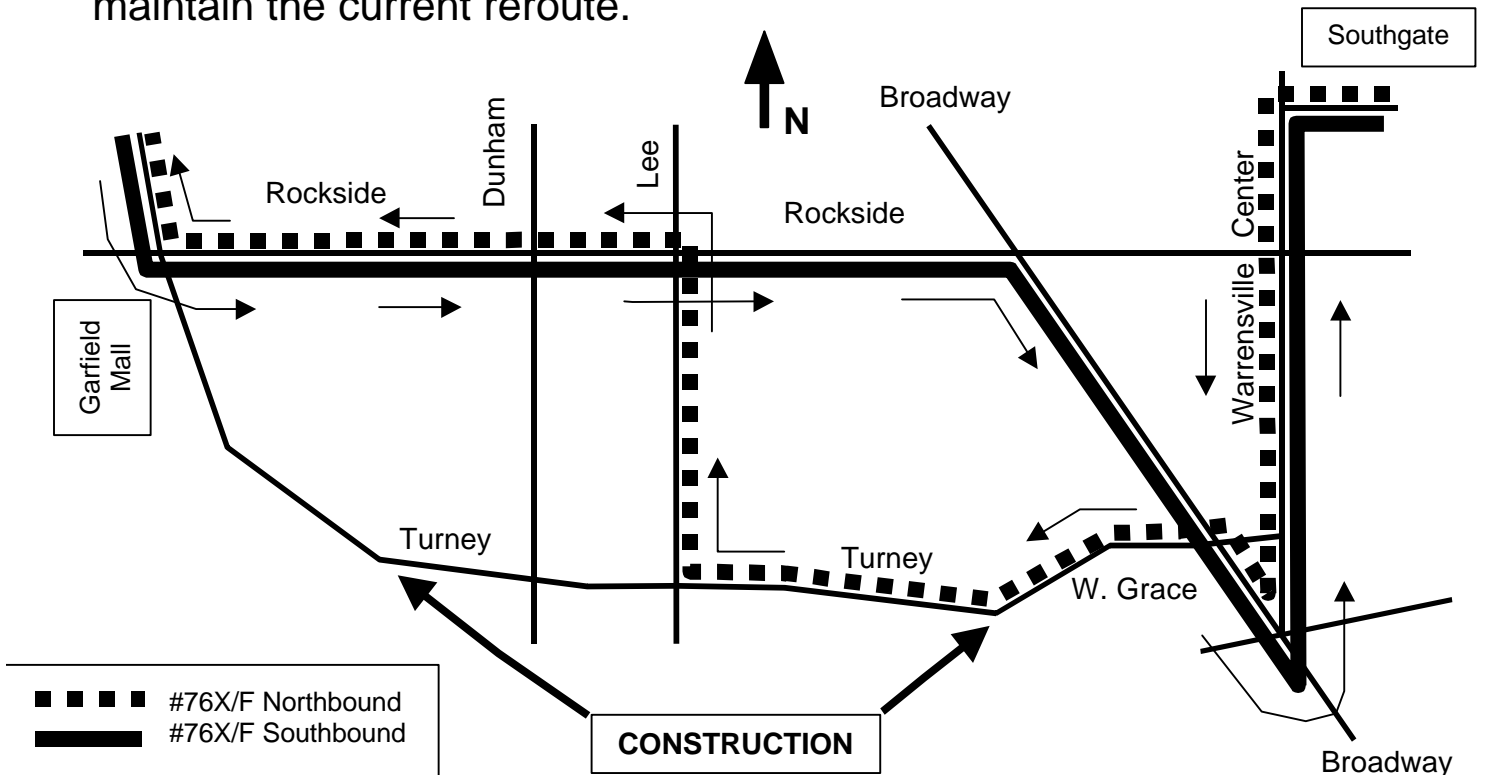 maintain the current reroute.
Southgate
Broadway
N
Dunham
Lee
Rockside
Rockside
Warrensville Center
Garfield
Mall
Turney
Turney
W. Grace
#76X/F Northbound
#76X/F Southbound
CONSTRUCTION
Broadway